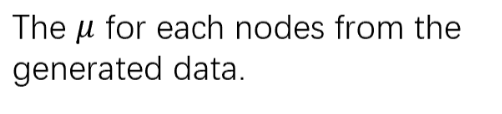 The μ for each nodes from the
generated data.